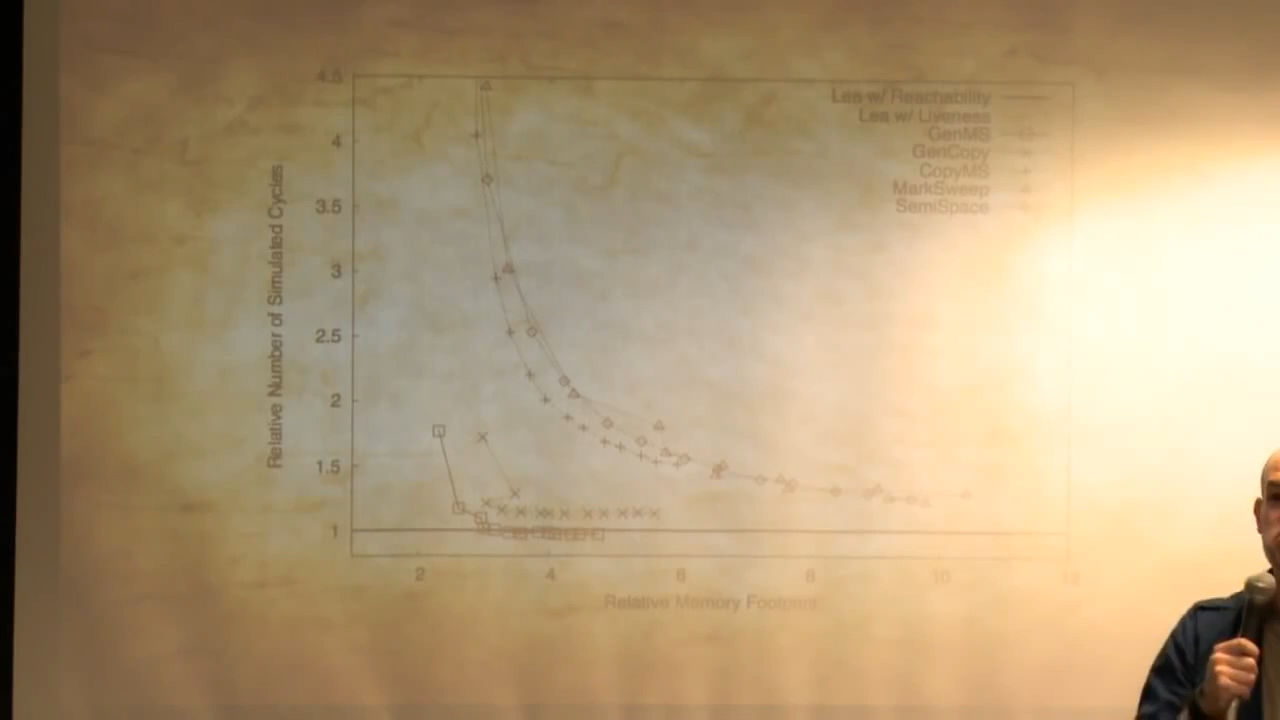 4.5
4
3.5
3
2.5
2
1.5
1
Relative Number of Simulated Cycles
Lea w/ Reachability
Lea w/ Liveness
GenMS
GenCopy
CopyMS
MarkSweep
SemiSpace
2 4 6 8 10 12
Relative Memory Footprint